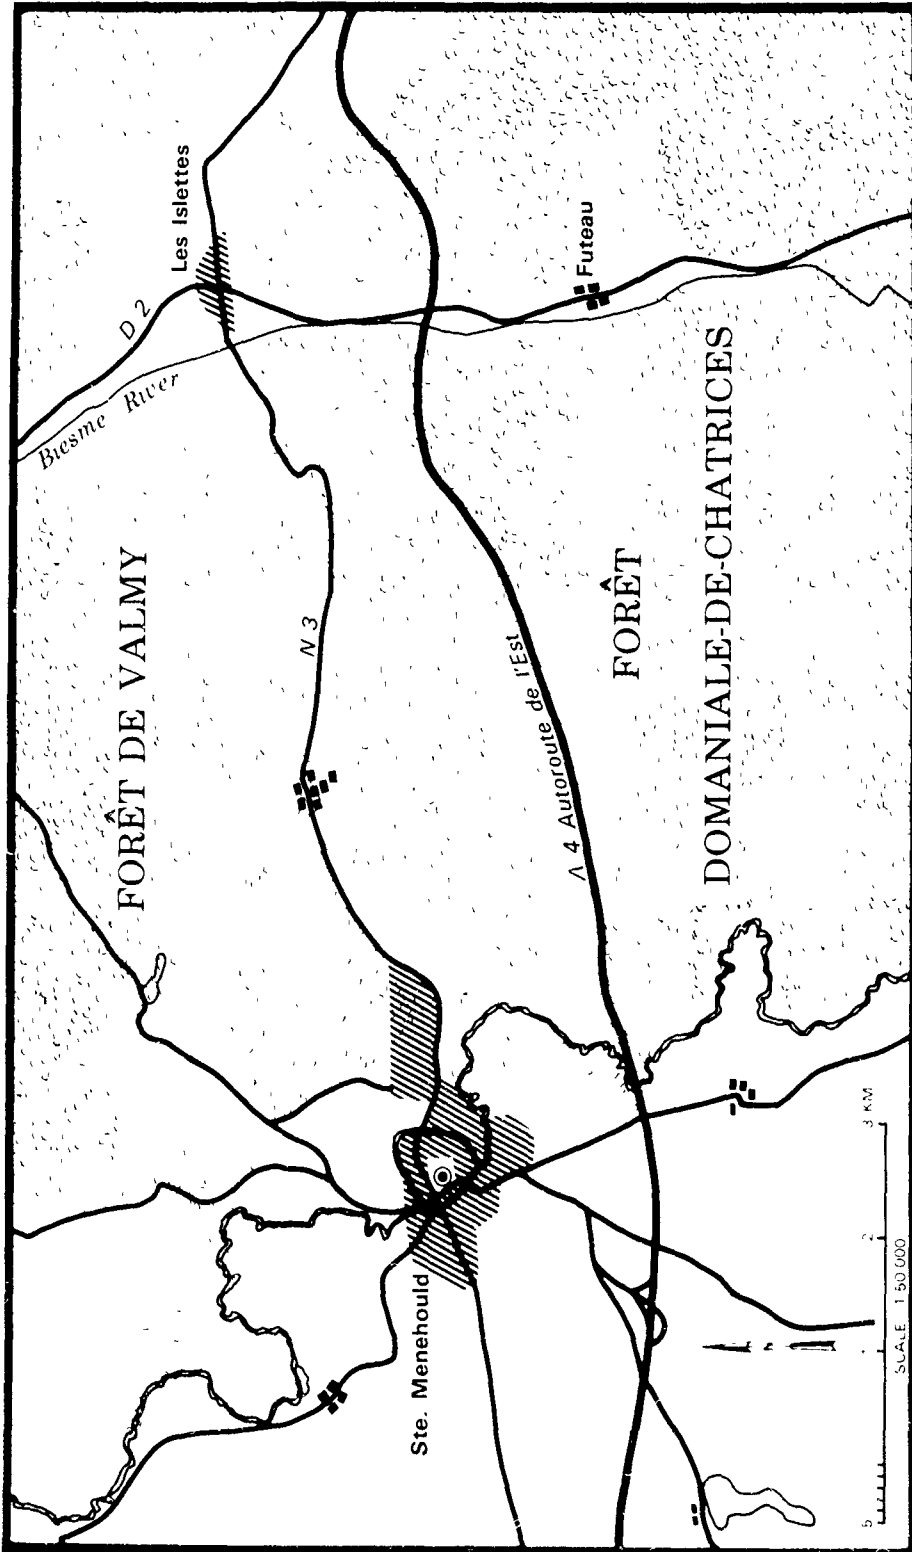 Les Islettes
D 2
Biesme River
FORÊT DE VALMY
N 3
Futeau
A 4 Autoroute de l'Est
FORÊT
DOMANIALE-DE-CHATRICES
Ste. Menehould
5 1 2 3 KM
SCALE 1:50 000